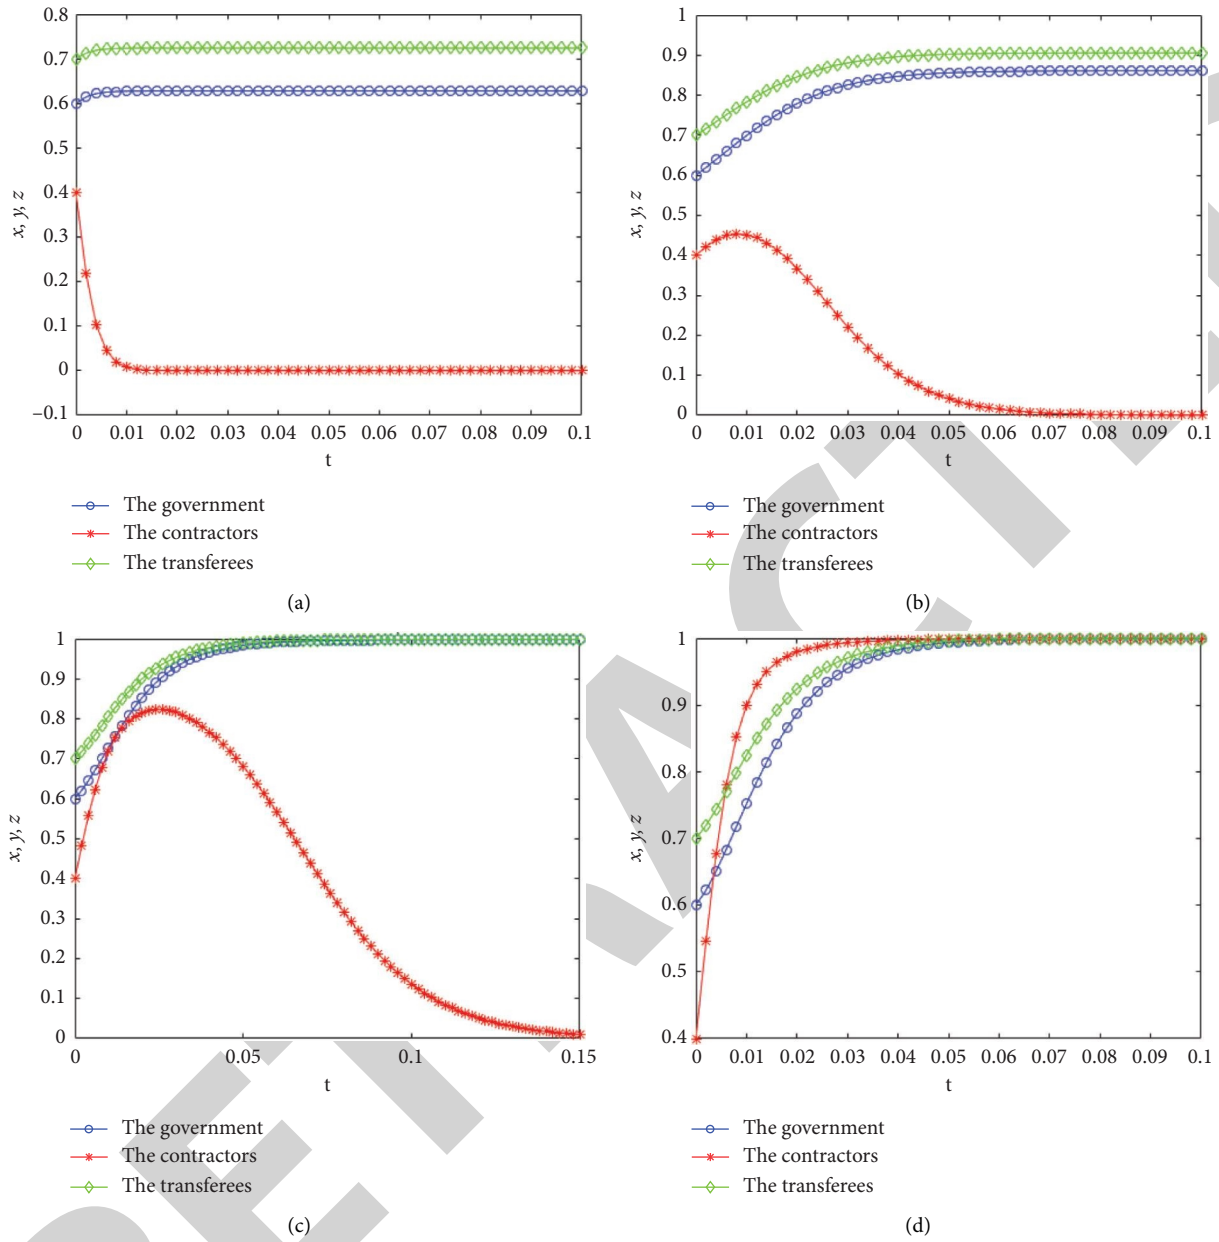 0.8
0.7
0.6
0.5
0.4
0.3
0.2
0.1
0
–0.1
x, y, z
0 0.01 0.02 0.03 0.04 0.05 0.06 0.07 0.08 0.09 0.1
t
The government
The contractors
The transferees
(a)
1
0.9
0.8
0.7
0.6
0.5
0.4
0.3
0.2
0.1
0
x, y, z
0 0.01 0.02 0.03 0.04 0.05 0.06 0.07 0.08 0.09 0.1
t
The government
The contractors
The transferees
(b)
1
0.9
0.8
0.7
0.6
0.5
0.4
0.3
0.2
0.1
0
x, y, z
0 0.05 0.1 0.15
t
The government
The contractors
The transferees
(c)
1
0.9
0.8
0.7
0.6
0.5
0.4
x, y, z
0 0.01 0.02 0.03 0.04 0.05 0.06 0.07 0.08 0.09 0.1
t
The government
The contractors
The transferees
(d)